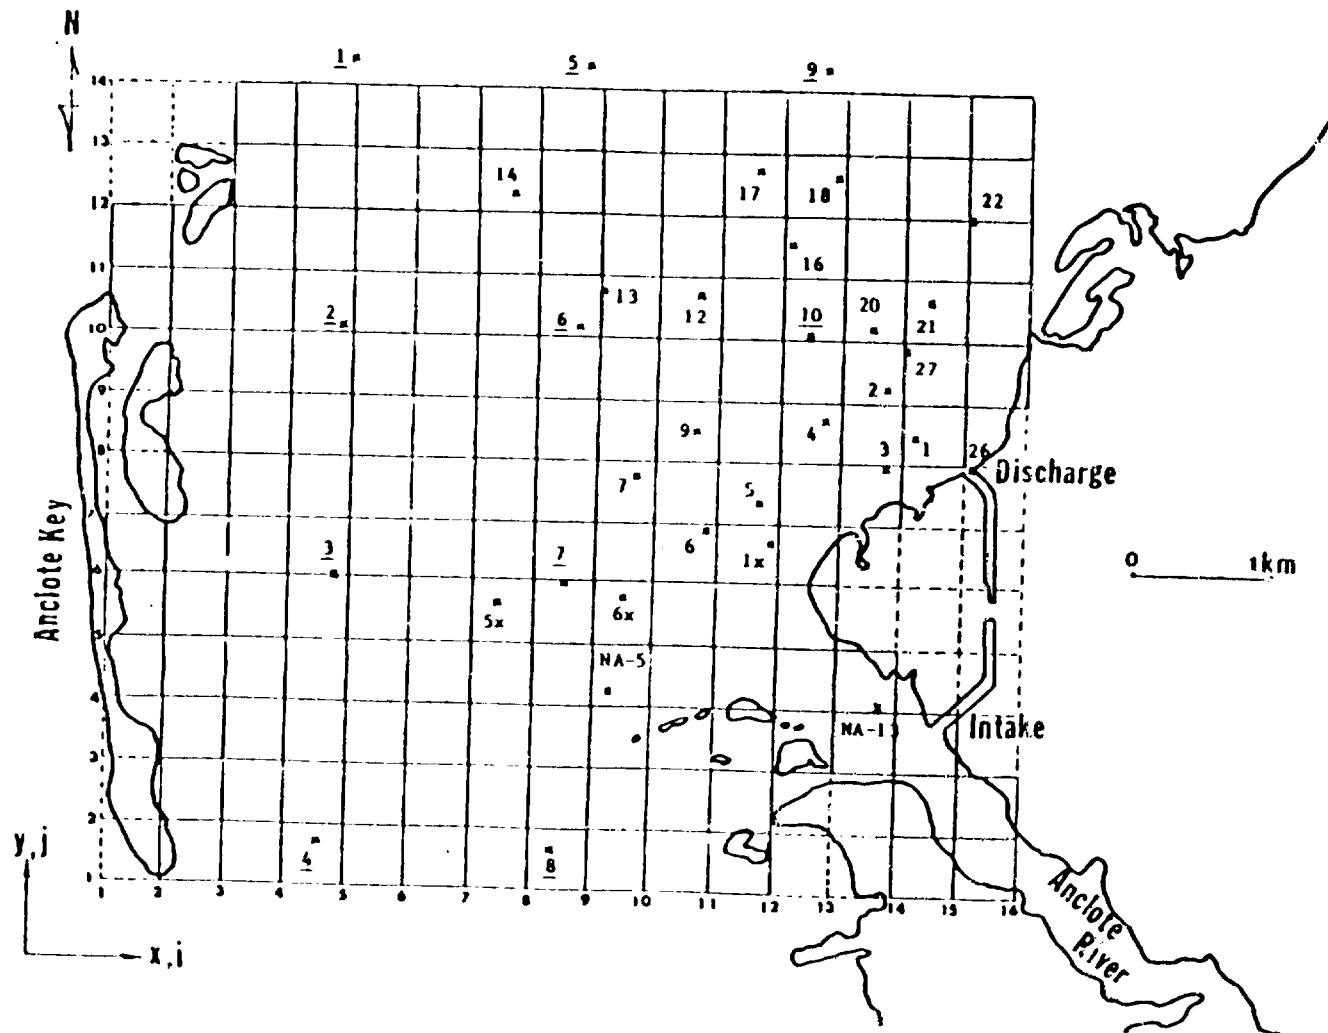 N
1 5 9
14
13
14 17 18 22
12
16
11
13 12 10 20 21
2 6
10
27
2
9
9 4 3 1 26
8
Discharge
7 5
7
Anclote Key
3 7 6 1x
6
0 1km
5x 6x
5
NA-5
4
NA-1
Intake
3
2
4 8
y,j
1
1 2 3 4 5 6 7 8 9 10 11 12 13 14 15 16
x,i
Anclote
River